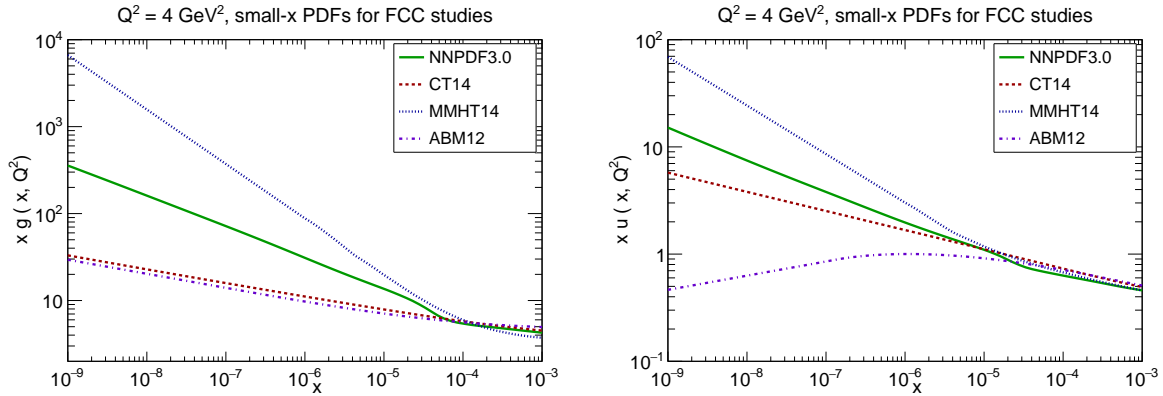 Q² = 4 GeV², small-x PDFs for FCC studies
x g ( x, Q²)
10⁴
10³
10²
10
NNPDF3.0
CT14
MMHT14
ABM12
10⁻⁹ 10⁻⁸ 10⁻⁷ 10⁻⁶ 10⁻⁵ 10⁻⁴ 10⁻³
x
Q² = 4 GeV², small-x PDFs for FCC studies
x u ( x, Q²)
10²
10
1
10⁻¹
NNPDF3.0
CT14
MMHT14
ABM12
10⁻⁹ 10⁻⁸ 10⁻⁷ 10⁻⁶ 10⁻⁵ 10⁻⁴ 10⁻³
x